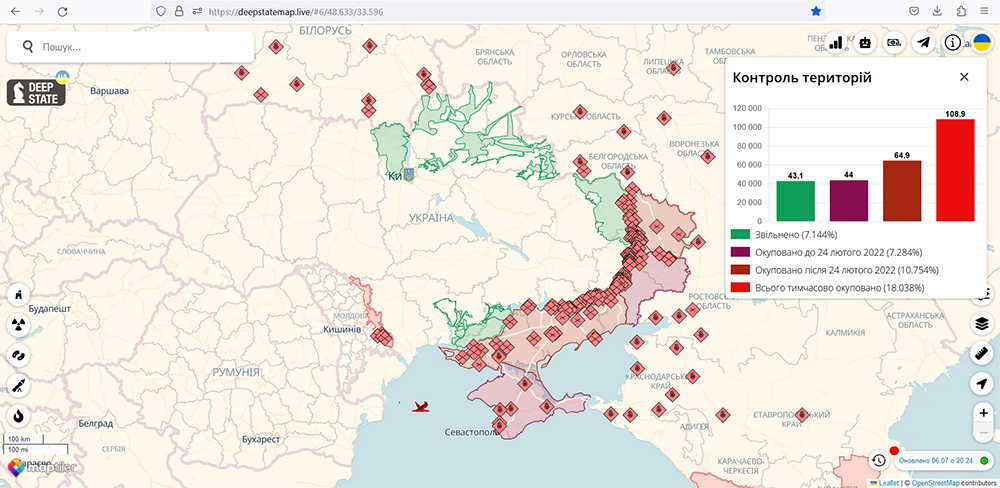 https://deepstatemap.live/#6/48.633/33.596
Пошук...
DEEP
STATE
UA
Варшава
БІЛОРУСЬ
БРЯНСЬКА
ОБЛАСТЬ
ОРЛОВСЬКА
ОБЛАСТЬ
ЛИПЕЦЬКА
ОБЛАСТЬ
ТАМБОВСЬКА
ОБЛАСТЬ
КУРСЬКА ОБЛАСТЬ
БЄЛГОРОДСЬКА
ОБЛАСТЬ
ВОРОНЕЗЬКА
ОБЛАСТЬ
УКРАЇНА
СЛОВАЧЧИНА
Будапешт
МОЛДОВА
Кишинів
РУМУНІЯ
Белград
СЕРБІЯ
Бухарест
Севастополь
РОСТОВСЬКА
ОБЛАСТЬ
КАЛМИКІЯ
АСТРАХАНСЬКА
ОБЛАСТЬ
КРАСНОДАРСЬКИЙ
КРАЙ
АДИГЕЯ
СТАВРОПОЛЬСЬКИЙ
КРАЙ
КАРАЧАЄВО-
ЧЕРКЕСІЯ
Контроль територій
120 000
100 000
80 000
60 000
40 000
20 000
0
43,1
44
64,9
108,9
Звільнено (7.144%)
Окуповано до 24 лютого 2022 (7.284%)
Окуповано після 24 лютого 2022 (10.754%)
Всього тимчасово окуповано (18.038%)
100 km
100 mi
maptiler
Оновлено 06.07 о 20:24
Leaflet | © OpenStreetMap contributors